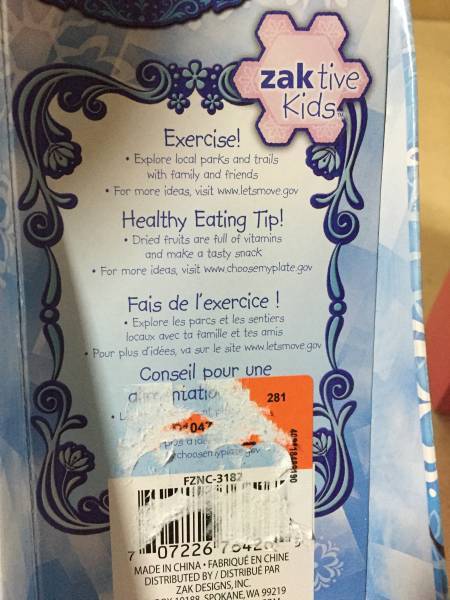 zaktive
Kids™
Exercise!
• Explore local parks and trails
with family and friends
• For more ideas, visit www.letsmove.gov
Healthy Eating Tip!
• Dried fruits are full of vitamins
and make a tasty snack
• For more ideas, visit www.choosemyplate.gov
Fais de l'exercice !
• Explore les parcs et les sentiers
locaux avec ta famille et tes amis
• Pour plus d'idées, va sur le site www.letsmove.gov
Conseil pour une
281
FZNC-3182
MADE IN CHINA • FABRIQUÉ EN CHINE
DISTRIBUTED BY / DISTRIBUÉ PAR
ZAK DESIGNS, INC.
10188, SPOKANE, WA 99219